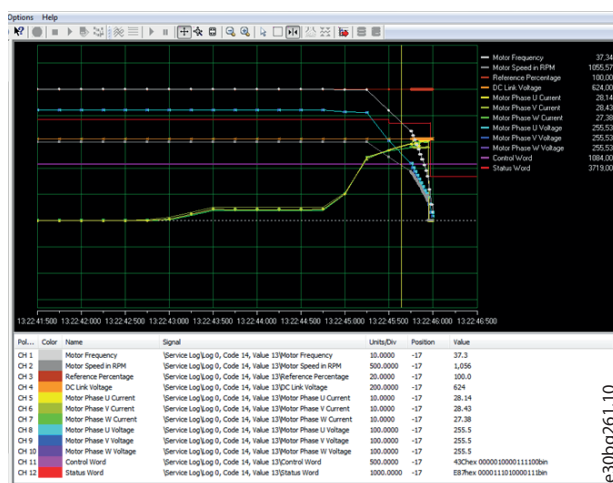 Options Help
Motor Frequency 37,34
Motor Speed in RPM 1055,57
Reference Percentage 100,00
DC Link Voltage 624,00
Motor Phase U Current 28,14
Motor Phase V Current 28,43
Motor Phase W Current 27,38
Motor Phase U Voltage 255,53
Motor Phase V Voltage 255,53
Motor Phase W Voltage 255,53
Control Word 1084,00
Status Word 3719,00
13:22:41 500 13:22:42 000 13:22:42 500 13:22:43 000 13:22:43 500 13:22:44 000 13:22:44 500 13:22:45 000 13:22:45 500 13:22:46 000 13:22:46 500
Pol... Color Name Signal Units/Div Position Value
CH 1 Motor Frequency \Service Log\Log 0, Code 14, Value 13\Motor Frequency 10.0000 -17 37.3
CH 2 Motor Speed in RPM \Service Log\Log 0, Code 14, Value 13\Motor Speed in RPM 500.0000 -17 1,056
CH 3 Reference Percentage \Service Log\Log 0, Code 14, Value 13\Reference Percentage 20.0000 -17 100.0
CH 4 DC Link Voltage \Service Log\Log 0, Code 14, Value 13\DC Link Voltage 200.0000 -17 624
CH 5 Motor Phase U Current \Service Log\Log 0, Code 14, Value 13\Motor Phase U Current 10.0000 -17 28.14
CH 6 Motor Phase V Current \Service Log\Log 0, Code 14, Value 13\Motor Phase V Current 10.0000 -17 28.43
CH 7 Motor Phase W Current \Service Log\Log 0, Code 14, Value 13\Motor Phase W Current 10.0000 -17 27.38
CH 8 Motor Phase U Voltage \Service Log\Log 0, Code 14, Value 13\Motor Phase U Voltage 100.0000 -17 255.5
CH 9 Motor Phase V Voltage \Service Log\Log 0, Code 14, Value 13\Motor Phase V Voltage 100.0000 -17 255.5
CH 10 Motor Phase W Voltage \Service Log\Log 0, Code 14, Value 13\Motor Phase W Voltage 100.0000 -17 255.5
CH 11 Control Word \Service Log\Log 0, Code 14, Value 13\Control Word 500.0000 -17 43Chex 0000010000111100bin
CH 12 Status Word \Service Log\Log 0, Code 14, Value 13\Status Word 1000.0000 -17 E87hex 0000111010000111bin
e30bg261.10